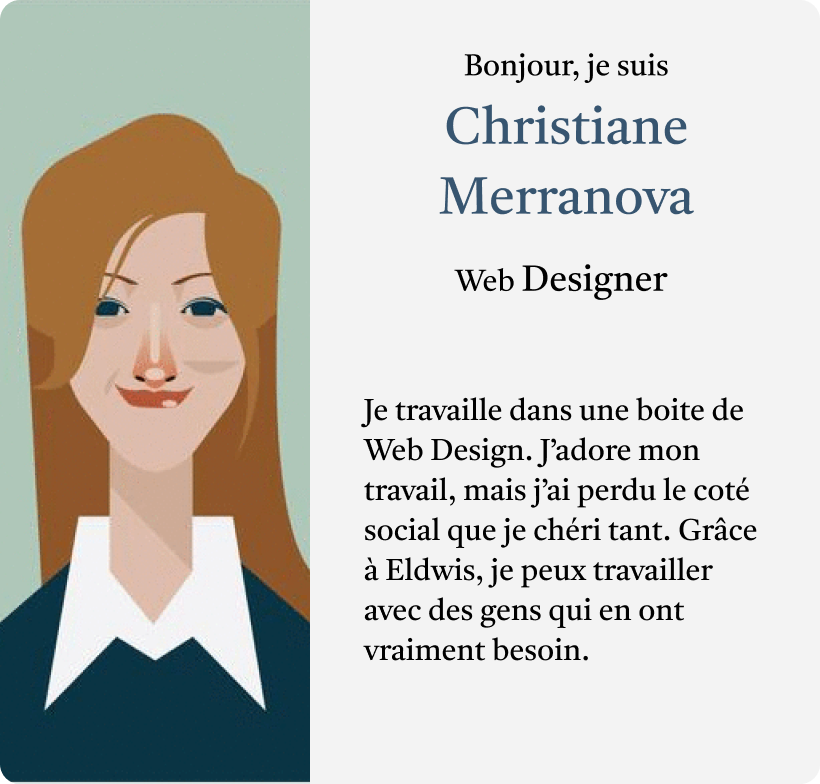 Bonjour, je suis
Christiane
Merranova
Web Designer
Je travaille dans une boite de
Web Design. J’adore mon
travail, mais j’ai perdu le coté
social que je chéri tant. Grâce
à Eldwis, je peux travailler
avec des gens qui en ont
vraiment besoin.